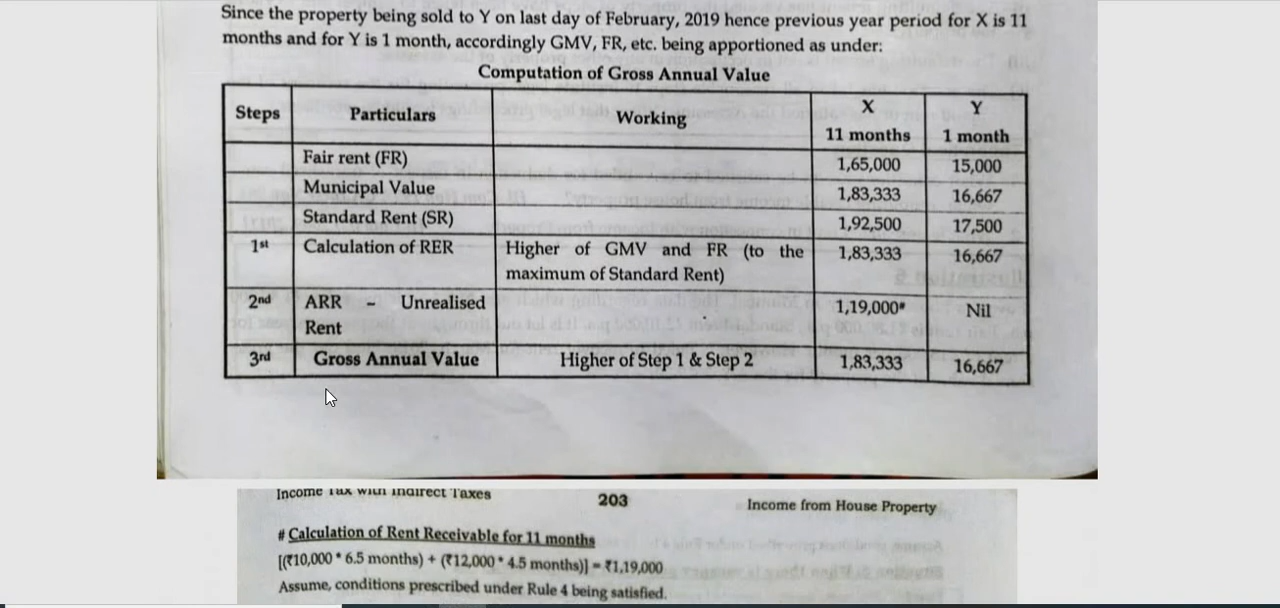 Since the property being sold to Y on last day of February, 2019 hence previous year period for X is 11
months and for Y is 1 month, accordingly GMV, FR, etc. being apportioned as under:
Computation of Gross Annual Value
Steps Particulars Working X Y
11 months 1 month
Fair rent (FR) 1,65,000 15,000
Municipal Value 1,83,333 16,667
Standard Rent (SR) 1,92,500 17,500
1st Calculation of RER Higher of GMV and FR (to the 1,83,333 16,667
maximum of Standard Rent)
2nd ARR - Unrealised 1,19,000# Nil
Rent
3rd Gross Annual Value Higher of Step 1 & Step 2 1,83,333 16,667
Income Tax with Indirect Taxes 203 Income from House Property
# Calculation of Rent Receivable for 11 months
[(₹10,000 * 6.5 months) + (₹12,000 * 4.5 months)] = ₹1,19,000
Assume, conditions prescribed under Rule 4 being satisfied.